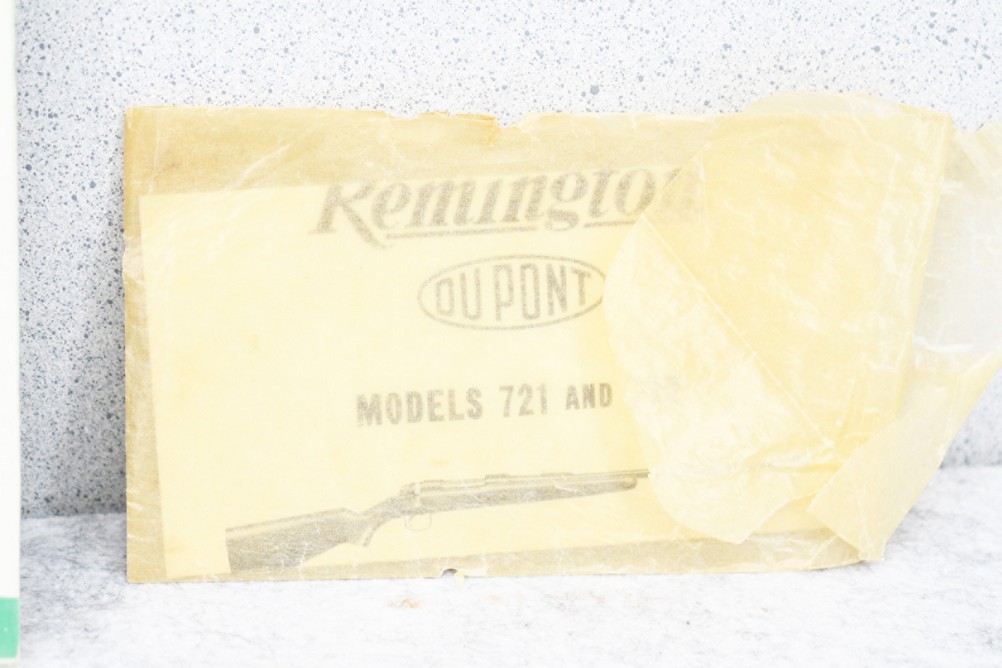 Remington
DU PONT
MODELS 721 AND